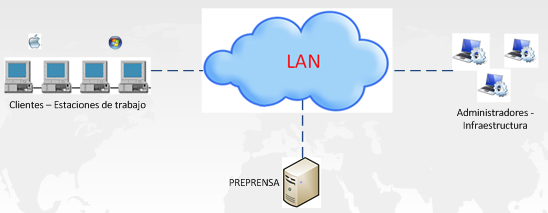 LAN
Clientes – Estaciones de trabajo
Administradores -
Infraestructura
PREPRENSA